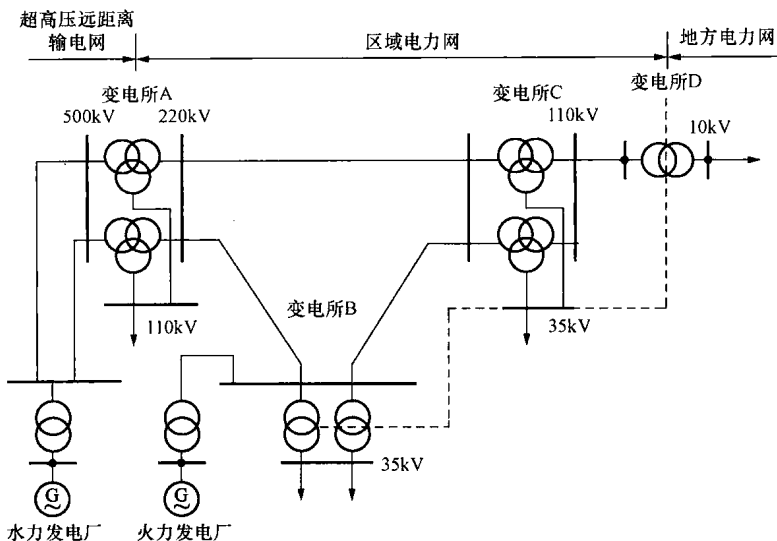 超高压远距离
输电网
区域电力网
地方电力网
变电所A
变电所C
变电所D
500kV
220kV
110kV
10kV
变电所B
110kV
35kV
35kV
G
~
G
~
水力发电厂
火力发电厂